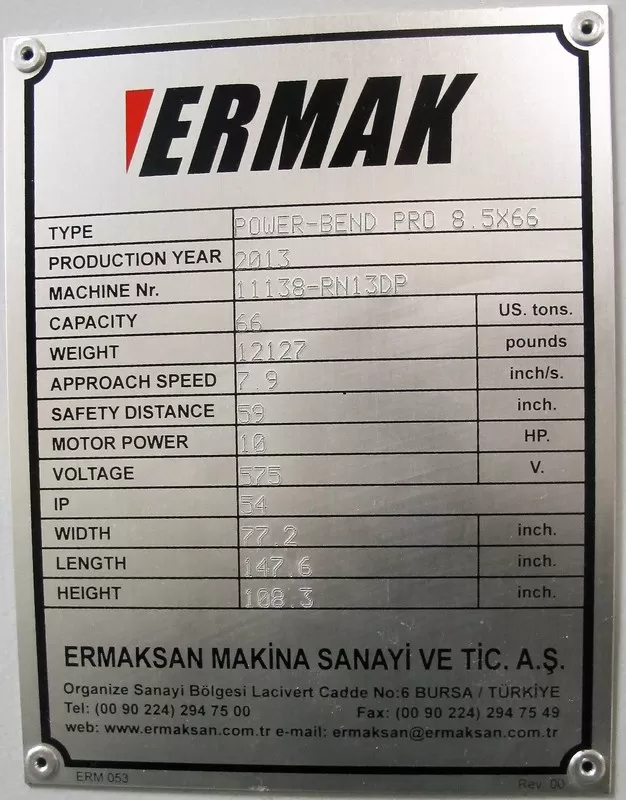 ERMAK
TYPE POWER-BEND PRO 8.5X66
PRODUCTION YEAR 2013
MACHINE Nr. 11138-RN13DP
CAPACITY 66 US. tons.
WEIGHT 12127 pounds
APPROACH SPEED 7.9 inch/s.
SAFETY DISTANCE 59 inch.
MOTOR POWER 10 HP.
VOLTAGE 575 V.
IP 54
WIDTH 77.2 inch.
LENGTH 147.6 inch.
HEIGHT 108.3 inch.
ERMAKSAN MAKİNA SANAYİ VE TİC. A.Ş.
Organize Sanayi Bölgesi Lacivert Cadde No:6 BURSA / TÜRKİYE
Tel: (00 90 224) 294 75 00 Fax: (00 90 224) 294 75 49
web: www.ermaksan.com.tr e-mail: ermaksan@ermaksan.com.tr
ERM 053 Rev. 00